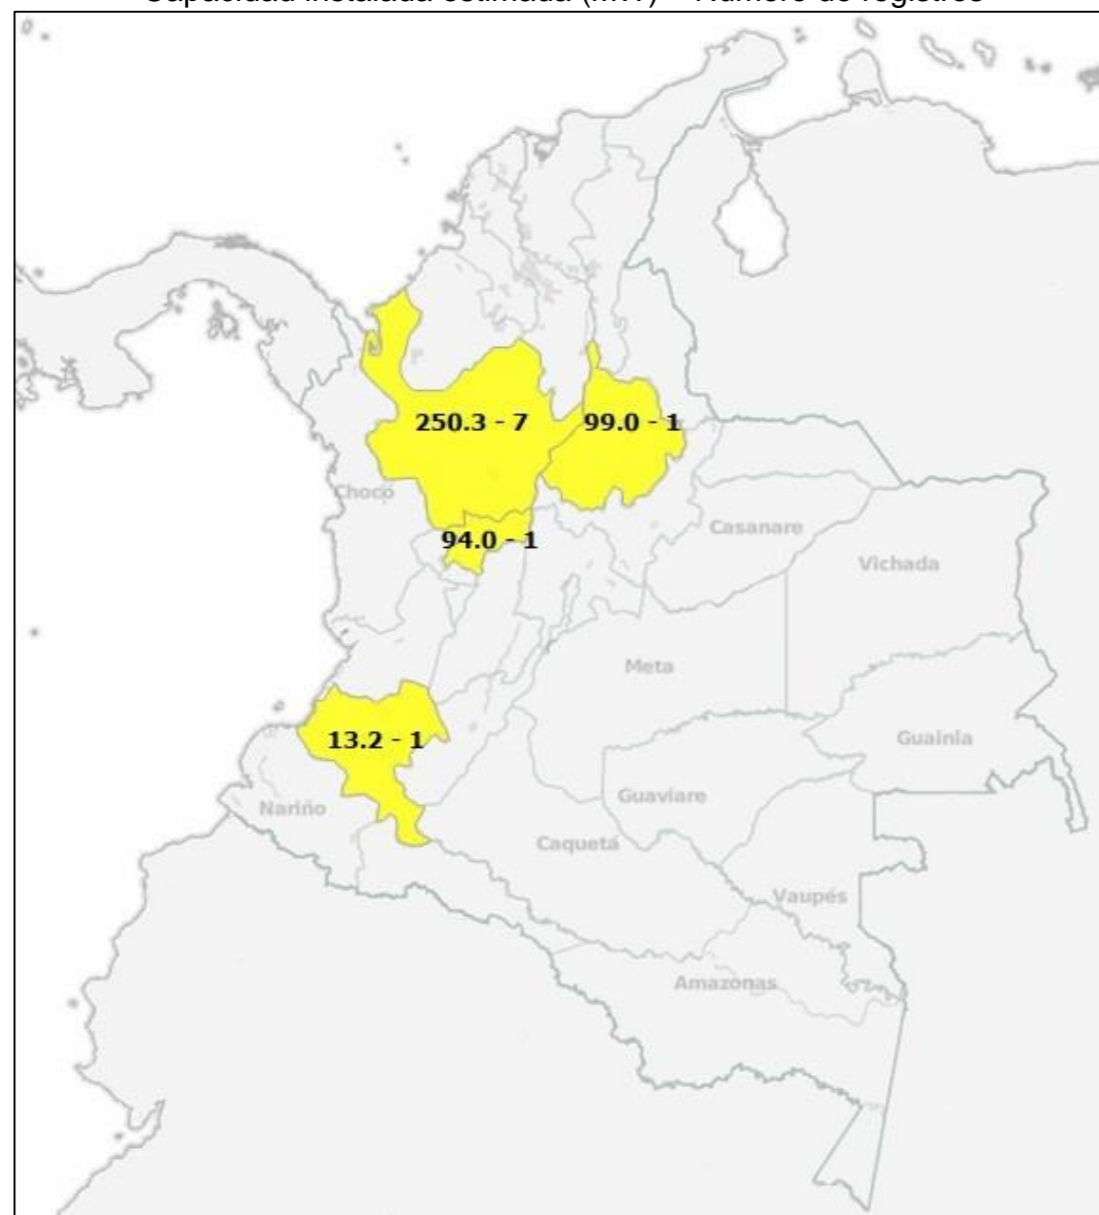 Capacidad instalada estimada (MW) – Número de registros
250.3 - 7
99.0 - 1
Chocó
94.0 - 1
Casanare
Vichada
Meta
13.2 - 1
Guainía
Guaviare
Nariño
Caquetá
Vaupés
Amazonas